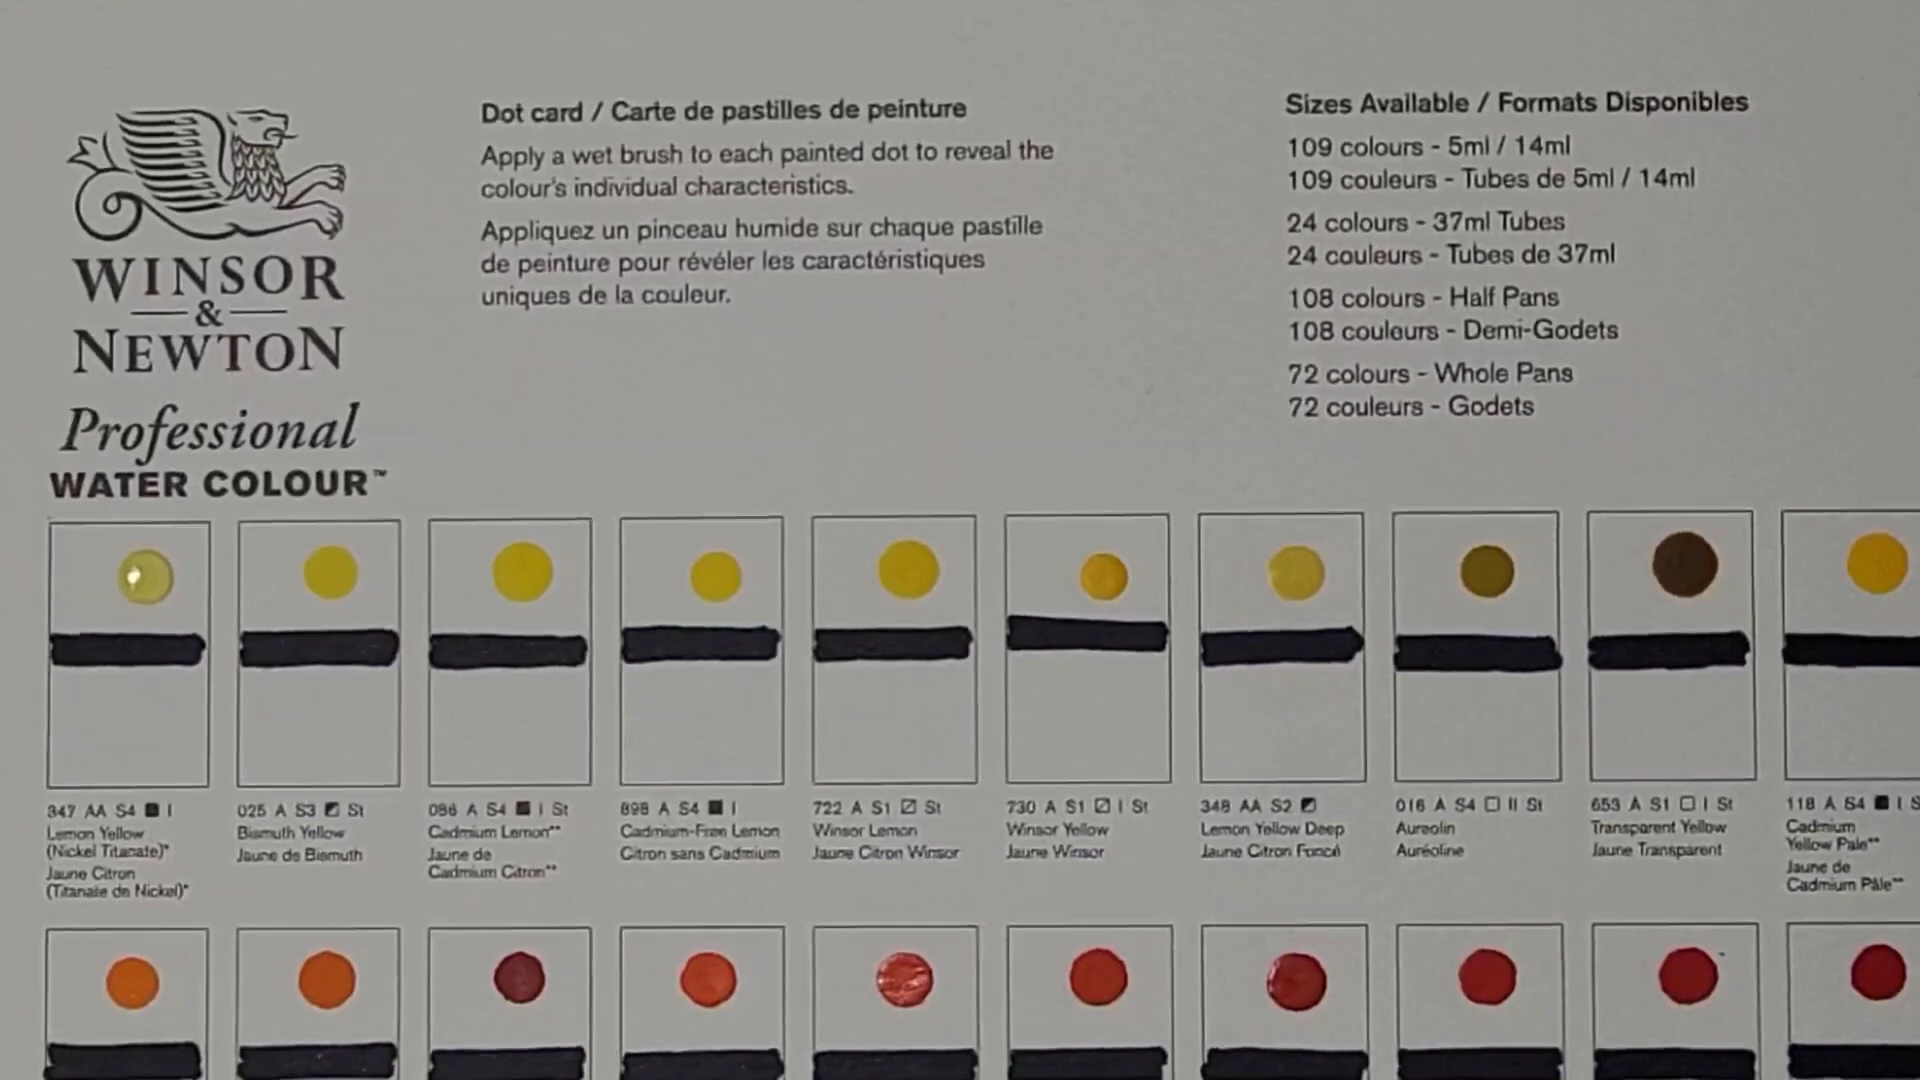 WINSOR
&
NEWTON
Professional
WATER COLOUR™
Dot card / Carte de pastilles de peinture
Apply a wet brush to each painted dot to reveal the
colour's individual characteristics.
Appliquez un pinceau humide sur chaque pastille
de peinture pour révéler les caractéristiques
uniques de la couleur.
Sizes Available / Formats Disponibles
109 colours - 5ml / 14ml
109 couleurs - Tubes de 5ml / 14ml
24 colours - 37ml Tubes
24 couleurs - Tubes de 37ml
108 colours - Half Pans
108 couleurs - Demi-Godets
72 colours - Whole Pans
72 couleurs - Godets
347 AA S4 I
Lemon Yellow
(Nickel Titanate)*
Jaune Citron
(Titanate de Nickel)*
025 A S3 St
Bismuth Yellow
Jaune de Bismuth
086 A S4 I St
Cadmium Lemon**
Jaune de
Cadmium Citron**
898 A S4 I
Cadmium-Free Lemon
Citron sans Cadmium
722 A S1 St
Winsor Lemon
Jaune Citron Winsor
730 A S1 I St
Winsor Yellow
Jaune Winsor
348 AA S2
Lemon Yellow Deep
Jaune Citron Foncé
016 A S4 II St
Aureolin
Auréoline
653 A S1 I St
Transparent Yellow
Jaune Transparent
118 A S4 I S
Cadmium
Yellow Pale**
Jaune de
Cadmium Pâle**